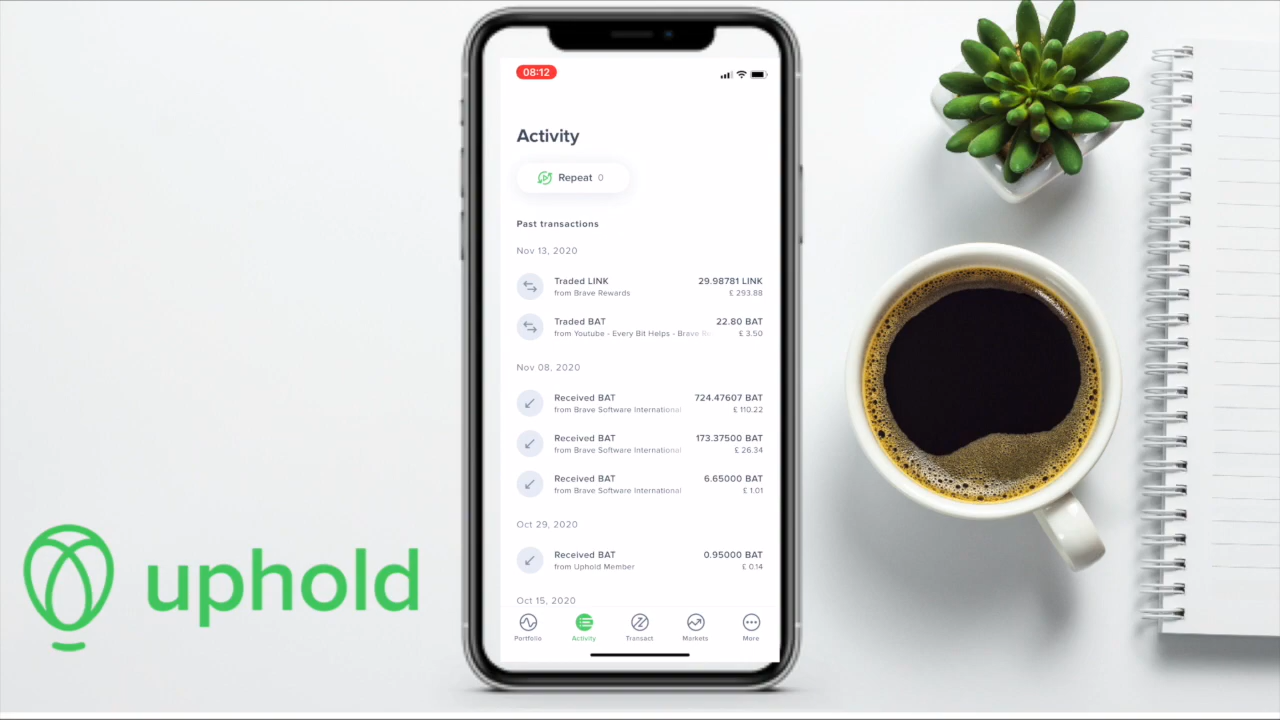 08:12
Activity
Repeat 0
Past transactions
Nov 13, 2020
Traded LINK 29.98781 LINK
from Brave Rewards £ 293.88
Traded BAT 22.80 BAT
from Youtube - Every Bit Helps - Brave £ 3.50
Nov 08, 2020
Received BAT 724.47607 BAT
from Brave Software International £ 110.22
Received BAT 173.37500 BAT
from Brave Software International £ 26.34
Received BAT 6.65000 BAT
from Brave Software International £ 1.01
Oct 29, 2020
Received BAT 0.95000 BAT
from Uphold Member £ 0.14
Oct 15, 2020
Portfolio Activity Transact Markets More
uphold